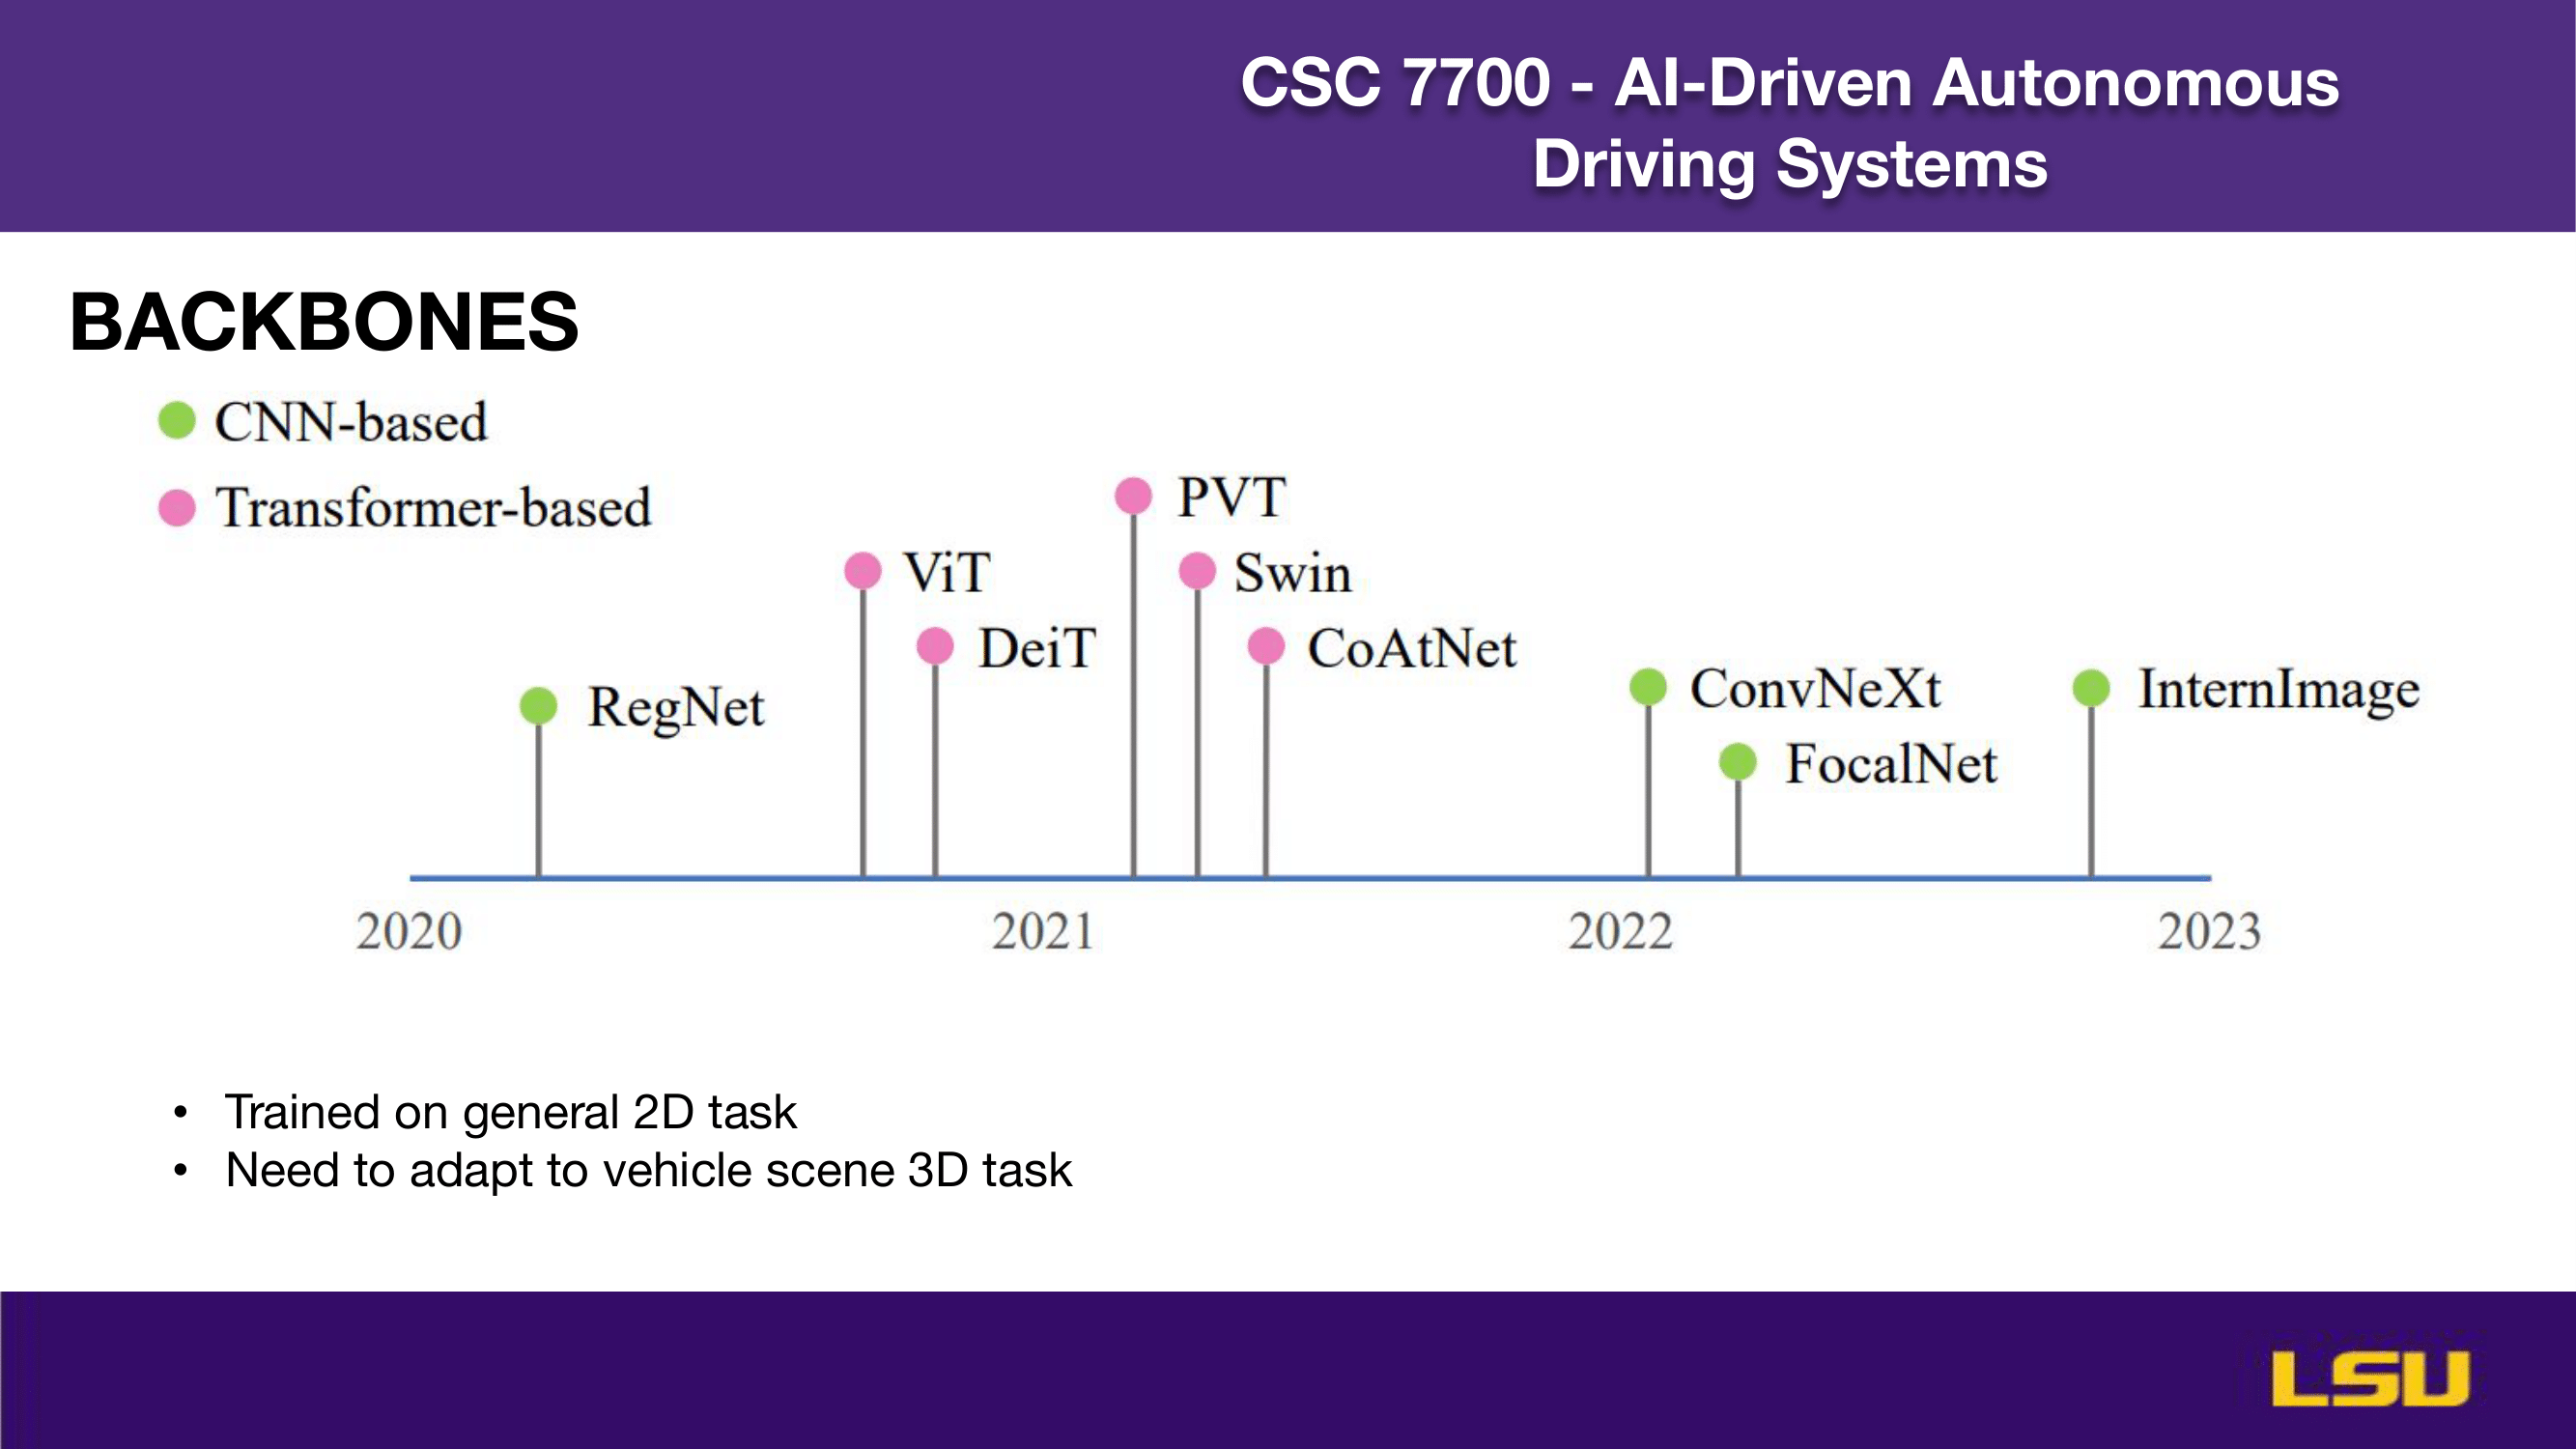 CSC 7700 - AI-Driven Autonomous
Driving Systems
BACKBONES
CNN-based
Transformer-based
PVT
ViT
Swin
DeiT
CoAtNet
RegNet
ConvNeXt
InternImage
FocalNet
2020
2021
2022
2023
• Trained on general 2D task
• Need to adapt to vehicle scene 3D task
LSU